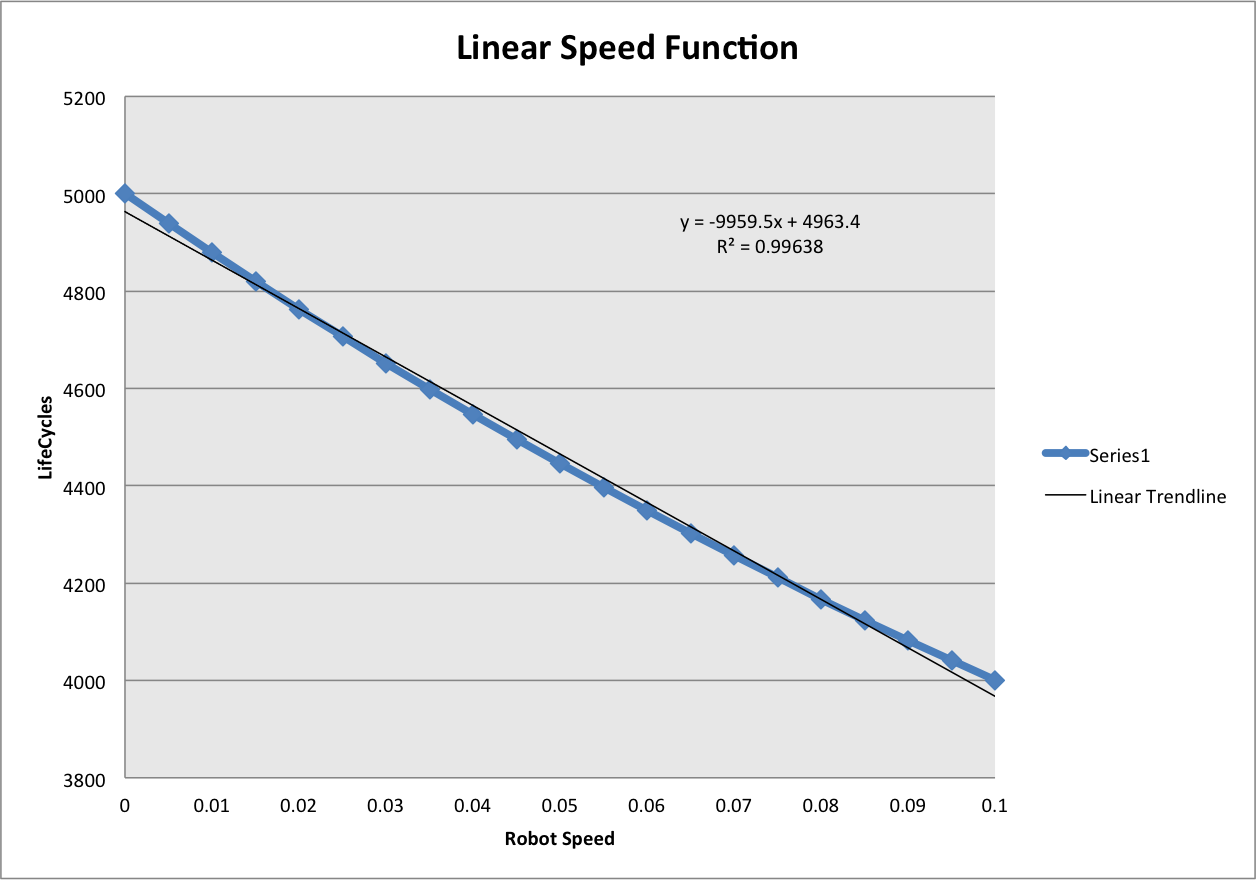 Linear Speed Function
5200
5000
4800
4600
4400
4200
4000
3800
LifeCycles
y = -9959.5x + 4963.4
R² = 0.99638
Series1
Linear Trendline
0 0.01 0.02 0.03 0.04 0.05 0.06 0.07 0.08 0.09 0.1
Robot Speed